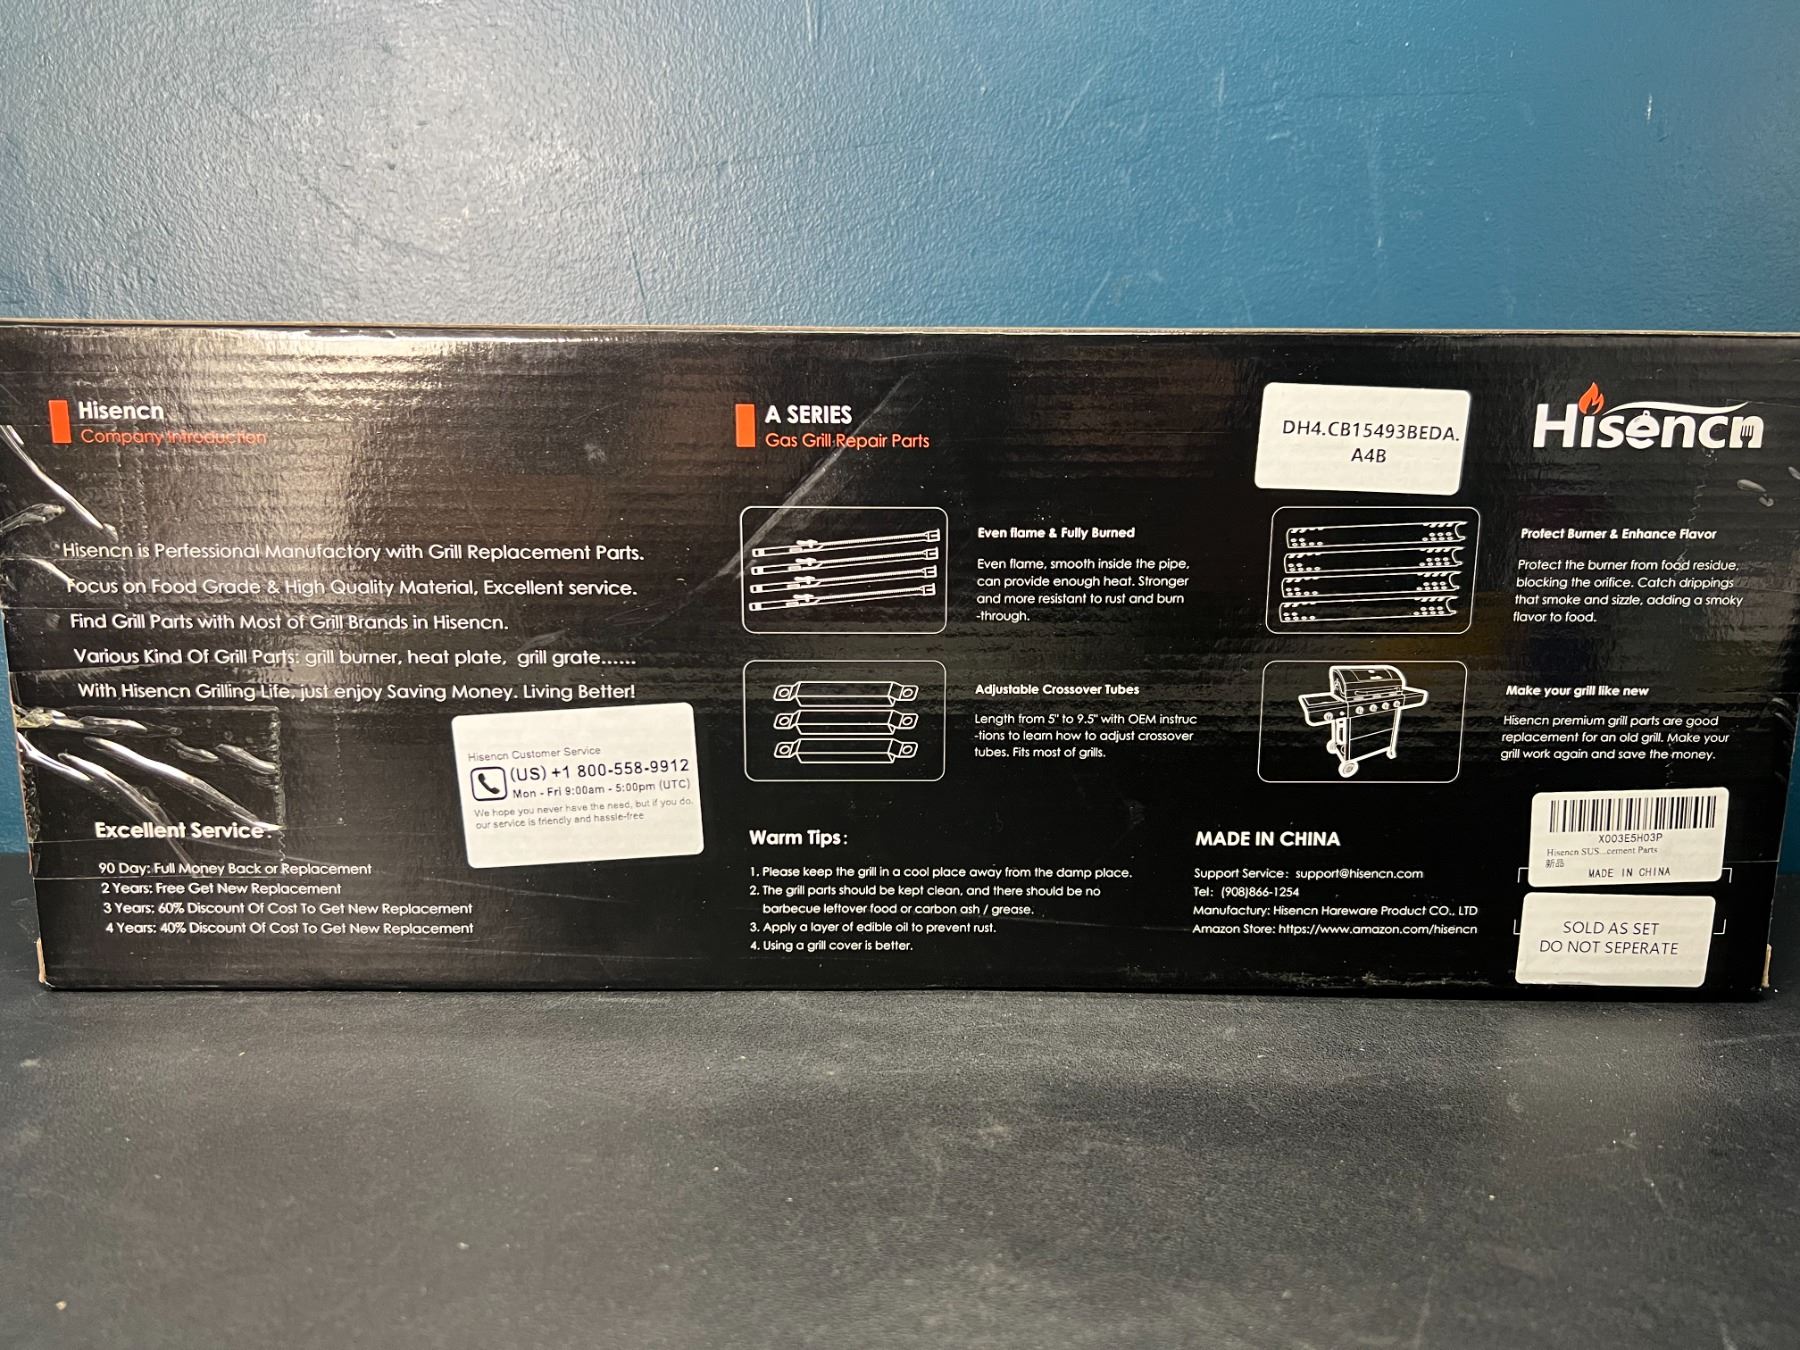 Hisencn
Company Introduction
Hisencn is Perfessional Manufactory with Grill Replacement Parts.
Focus on Food Grade & High Quality Material, Excellent service.
Find Grill Parts with Most of Grill Brands in Hisencn.
Various Kind Of Grill Parts: grill burner, heat plate, grill grate......
With Hisencn Grilling Life, just enjoy Saving Money. Living Better!
Hisencn Customer Service
(US) +1 800-558-9912
Mon - Fri 9:00am - 5:00pm (UTC)
We hope you never have the need, but if you do.
our service is friendly and hassle-free
Excellent Service:
90 Day: Full Money Back or Replacement
2 Years: Free Get New Replacement
3 Years: 60% Discount Of Cost To Get New Replacement
4 Years: 40% Discount Of Cost To Get New Replacement
A SERIES
Gas Grill Repair Parts
Even flame & Fully Burned
Even flame, smooth inside the pipe,
can provide enough heat. Stronger
and more resistant to rust and burn
-through.
Adjustable Crossover Tubes
Length from 5" to 9.5" with OEM instruc
-tions to learn how to adjust crossover
tubes. Fits most of grills.
Warm Tips:
1. Please keep the grill in a cool place away from the damp place.
2. The grill parts should be kept clean, and there should be no
barbecue leftover food or carbon ash / grease.
3. Apply a layer of edible oil to prevent rust.
4. Using a grill cover is better.
DH4.CB15493BEDA.
A4B
Hisencn
Protect Burner & Enhance Flavor
Protect the burner from food residue,
blocking the orifice. Catch drippings
that smoke and sizzle, adding a smoky
flavor to food.
Make your grill like new
Hisencn premium grill parts are good
replacement for an old grill. Make your
grill work again and save the money.
MADE IN CHINA
Support Service: support@hisencn.com
Tel: (908)866-1254
Manufactory: Hisencn Hareware Product CO., LTD
Amazon Store: https://www.amazon.com/hisencn
X003E5H03P
Hisencn SUS...cement Parts
新品
MADE IN CHINA
SOLD AS SET
DO NOT SEPERATE